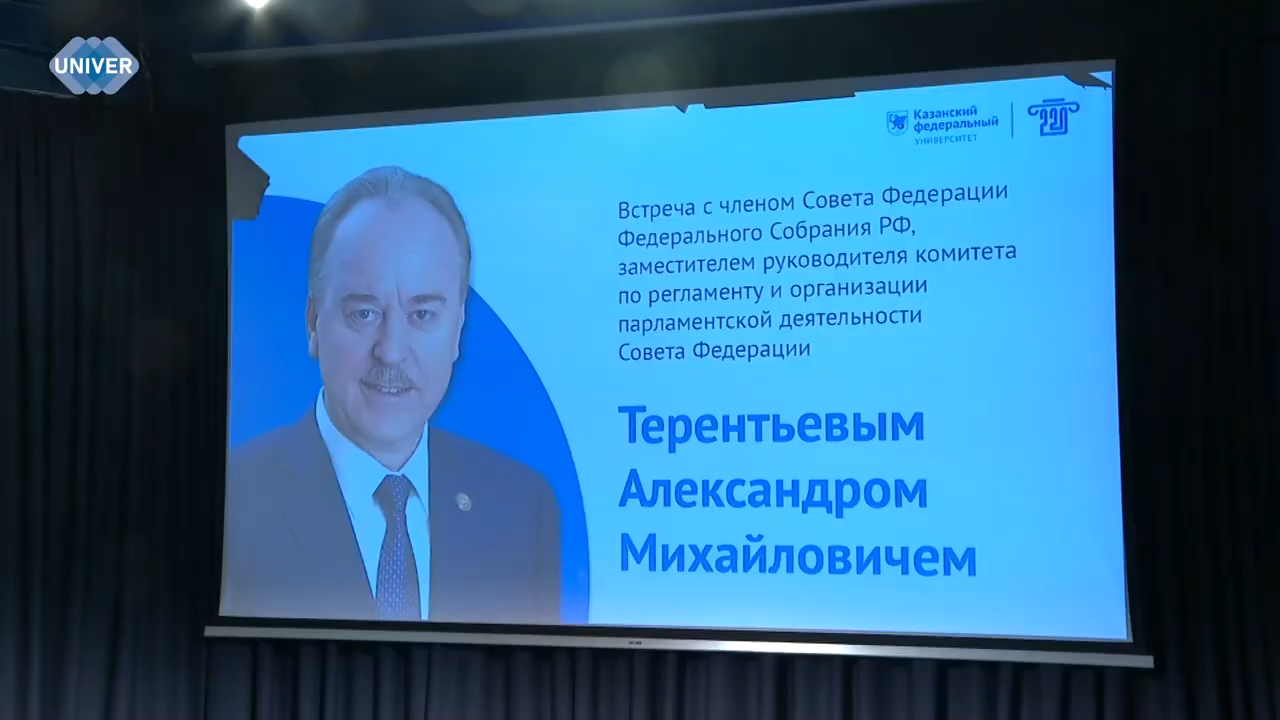 UNIVER
Казанский
федеральный
УНИВЕРСИТЕТ
220
Встреча с членом Совета Федерации
Федерального Собрания РФ,
заместителем руководителя комитета
по регламенту и организации
парламентской деятельности
Совета Федерации
Терентьевым
Александром
Михайловичем